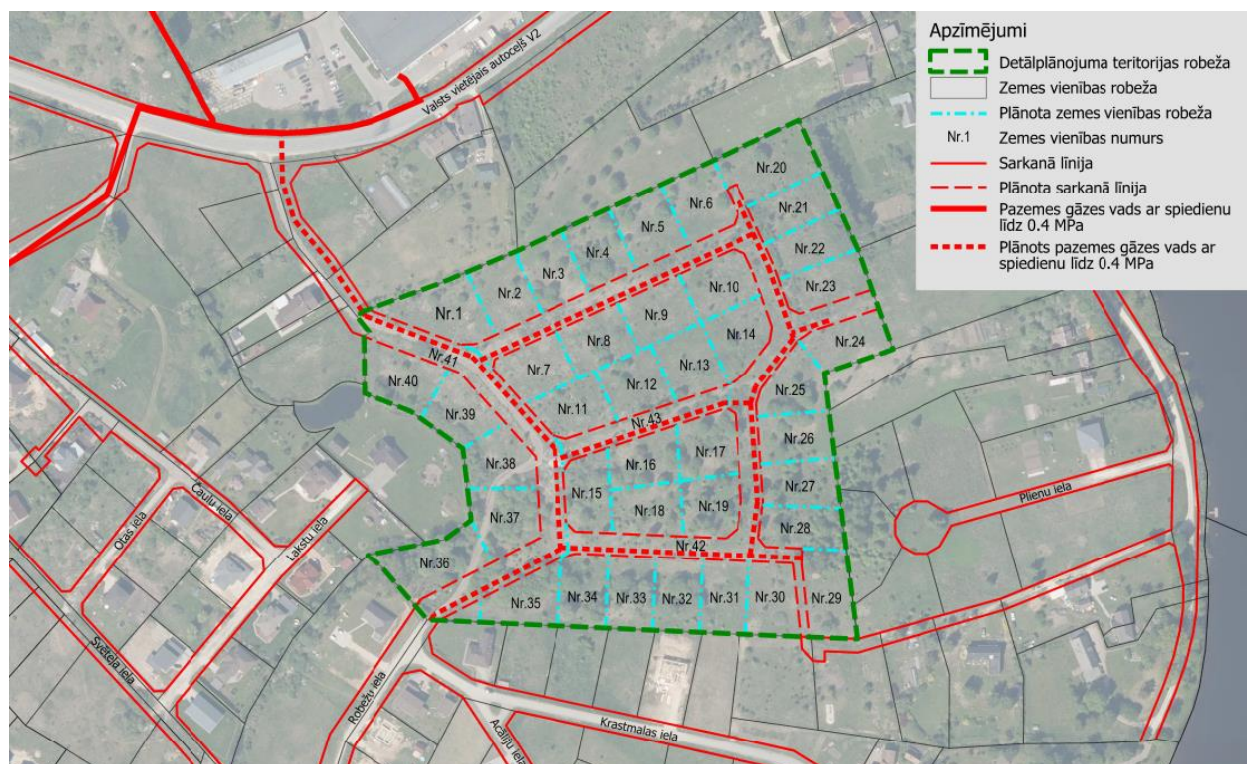 Apzīmējumi
Detālplānojuma teritorijas robeža
Zemes vienības robeža
Plānota zemes vienības robeža
Nr.1 Zemes vienības numurs
Sarkanā līnija
Plānota sarkanā līnija
Pazemes gāzes vads ar spiedienu
līdz 0.4 MPa
Plānots pazemes gāzes vads ar
spiedienu līdz 0.4 MPa
Valsts vietējais autoceļš V2
Nr.20
Nr.6
Nr.21
Nr.5
Nr.4
Nr.22
Nr.3
Nr.2
Nr.23
Nr.10
Nr.1
Nr.9
Nr.14
Nr.8
Nr.24
Nr.41
Nr.7
Nr.13
Nr.40
Nr.12
Nr.25
Nr.11
Nr.39
Nr.43
Nr.26
Nr.17
Nr.38
Nr.16
Nr.27
Nr.15
Nr.19
Nr.18
Nr.37
Nr.28
Nr.42
Nr.36
Nr.35
Nr.34
Nr.33
Nr.32
Nr.31
Nr.30
Nr.29
Plienu iela
Čaulu iela
Otas iela
Lakstu iela
Svēteļa iela
Robežu iela
Acāliju iela
Krastmalas iela